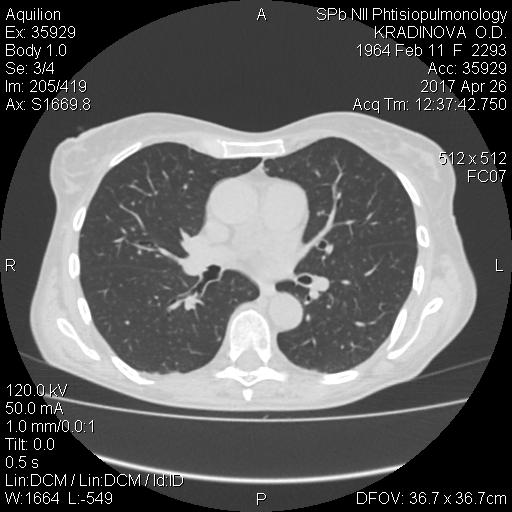 Aquilion
Ex: 35929
Body 1.0
Se: 3/4
Im: 205/419
Ax: S1669.8
A
SPb NII Phtisiopulmonology
KRADINOVA O.D.
1964 Feb 11 F 2293
Acc: 35929
2017 Apr 26
Acq Tm: 12:37:42.750
512 x 512
FC07
R
L
120.0 kV
50.0 mA
1.0 mm/0.0:1
Tilt: 0.0
0.5 s
Lin:DCM / Lin:DCM / Id:ID
W:1664 L:-549
P
DFOV: 36.7 x 36.7cm